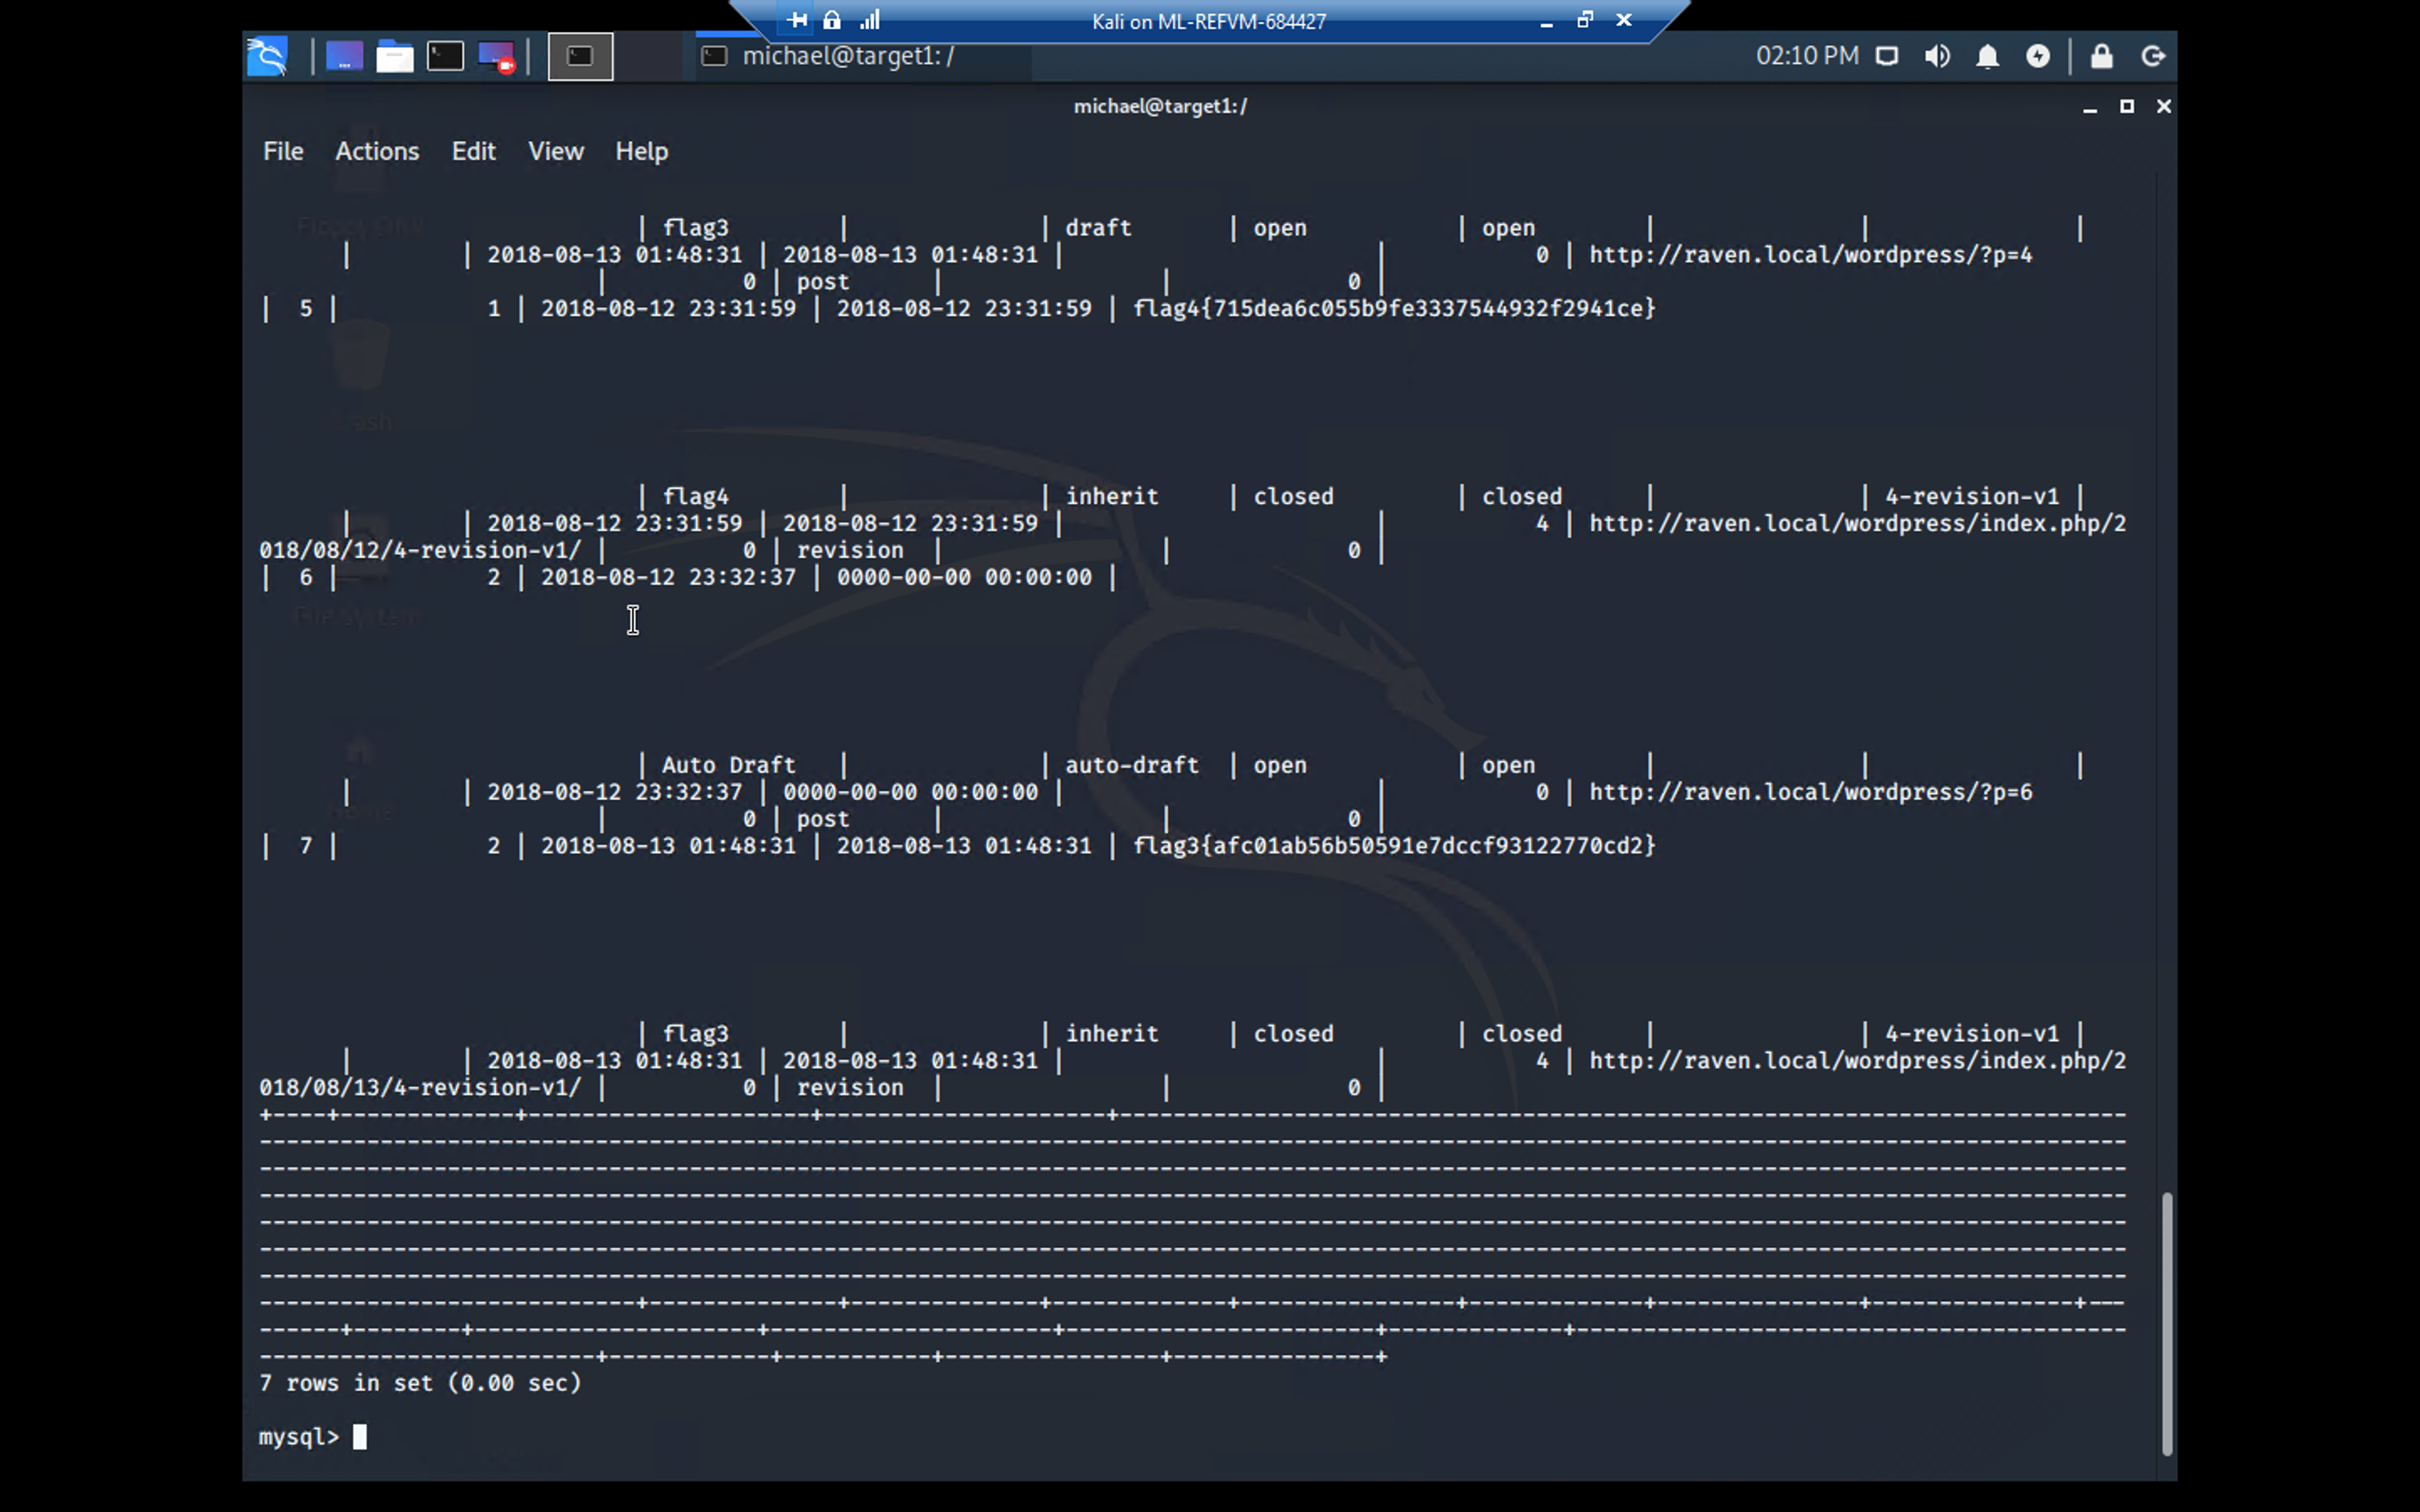 Kali on ML-REFVM-684427
michael@target1: /
02:10 PM
michael@target1:/
File Actions Edit View Help
| flag3 | | draft | open | open | | |
| | 2018-08-13 01:48:31 | 2018-08-13 01:48:31 | | 0 | http://raven.local/wordpress/?p=4
| 0 | post | | 0 |
| 5 | 1 | 2018-08-12 23:31:59 | 2018-08-12 23:31:59 | flag4{715dea6c055b9fe3337544932f2941ce}
| flag4 | | inherit | closed | closed | | 4-revision-v1 |
| | 2018-08-12 23:31:59 | 2018-08-12 23:31:59 | | 4 | http://raven.local/wordpress/index.php/2
018/08/12/4-revision-v1/ | 0 | revision | | 0 |
| 6 | 2 | 2018-08-12 23:32:37 | 0000-00-00 00:00:00 |
File System
| Auto Draft | | auto-draft | open | open | | |
| | 2018-08-12 23:32:37 | 0000-00-00 00:00:00 | | 0 | http://raven.local/wordpress/?p=6
Home
| 0 | post | | 0 |
| 7 | 2 | 2018-08-13 01:48:31 | 2018-08-13 01:48:31 | flag3{afc01ab56b50591e7dccf93122770cd2}
| flag3 | | inherit | closed | closed | | 4-revision-v1 |
| | 2018-08-13 01:48:31 | 2018-08-13 01:48:31 | | 4 | http://raven.local/wordpress/index.php/2
018/08/13/4-revision-v1/ | 0 | revision | | 0 |
7 rows in set (0.00 sec)
mysql>